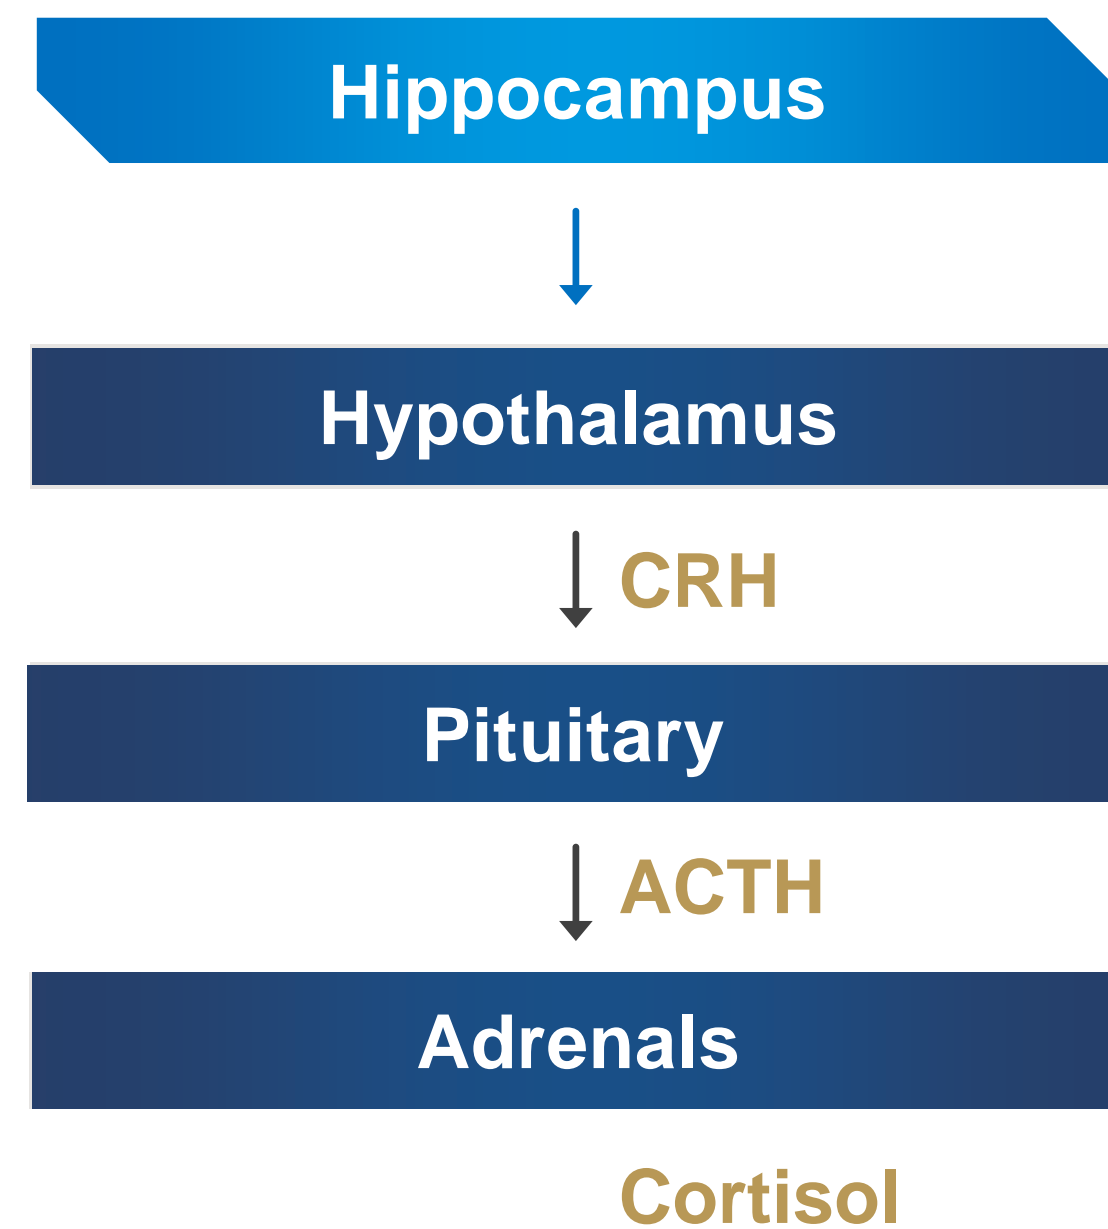 Hippocampus
Hypothalamus
CRH
Pituitary
ACTH
Adrenals
Cortisol